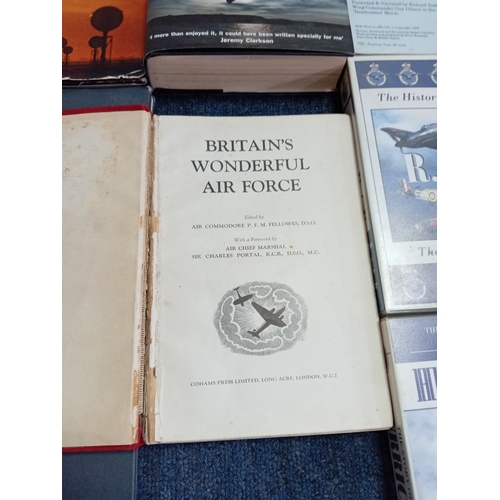 I more than enjoyed it, it could have been written specially for me'
Jeremy Clarkson
The Histor
R.
The
TH
BRITAIN'S
WONDERFUL
AIR FORCE
Edited by
AIR COMMODORE P. F. M. FELLOWES, D.S.O.
With a Foreword by
AIR CHIEF MARSHAL
SIR CHARLES PORTAL, K.C.B., D.S.O., M.C.
ODHAMS PRESS LIMITED, LONG ACRE, LONDON, W.C.2